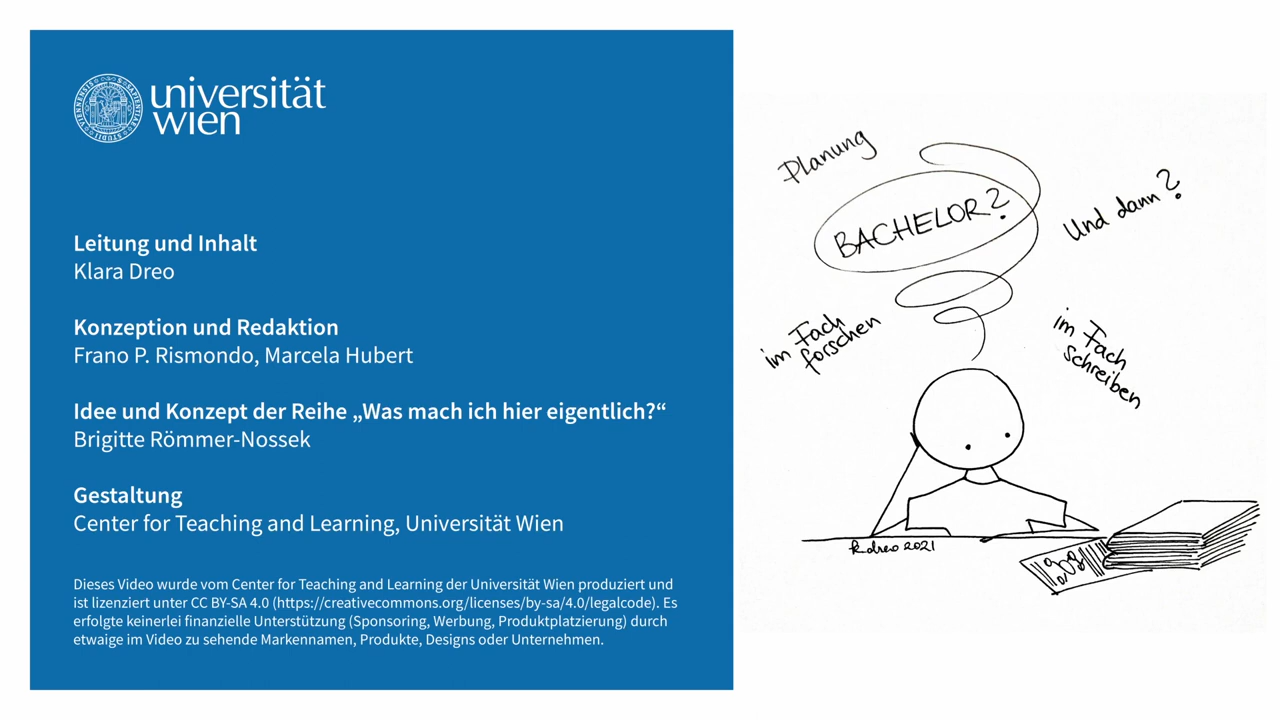 universität
wien
Leitung und Inhalt
Klara Dreo
Konzeption und Redaktion
Frano P. Rismondo, Marcela Hubert
Idee und Konzept der Reihe „Was mach ich hier eigentlich?“
Brigitte Römmer-Nossek
Gestaltung
Center for Teaching and Learning, Universität Wien
Dieses Video wurde vom Center for Teaching and Learning der Universität Wien produziert und
ist lizenziert unter CC BY-SA 4.0 (https://creativecommons.org/licenses/by-sa/4.0/legalcode). Es
erfolgte keinerlei finanzielle Unterstützung (Sponsoring, Werbung, Produktplatzierung) durch
etwaige im Video zu sehende Markennamen, Produkte, Designs oder Unternehmen.
Planung
BACHELOR?
Und dann?
im Fach
forschen
im Fach
schreiben
k.dreo 2021